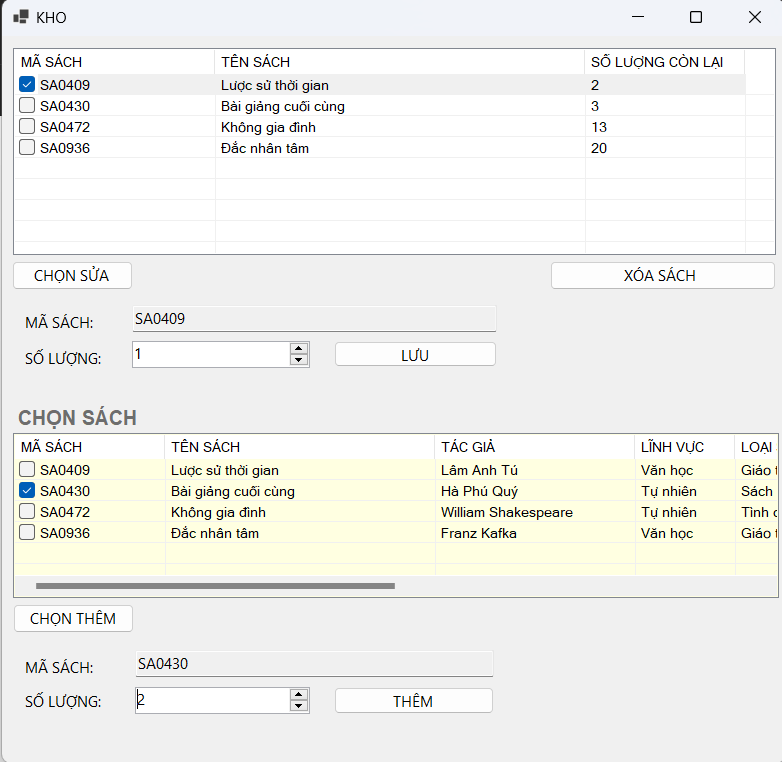 KHO
MÃ SÁCH TÊN SÁCH SỐ LƯỢNG CÒN LẠI
SA0409 Lược sử thời gian 2
SA0430 Bài giảng cuối cùng 3
SA0472 Không gia đình 13
SA0936 Đắc nhân tâm 20
CHỌN SỬA XÓA SÁCH
MÃ SÁCH: SA0409
SỐ LƯỢNG: 1 LƯU
CHỌN SÁCH
MÃ SÁCH TÊN SÁCH TÁC GIẢ LĨNH VỰC LOẠI
SA0409 Lược sử thời gian Lâm Anh Tú Văn học Giáo t
SA0430 Bài giảng cuối cùng Hà Phú Quý Tự nhiên Sách
SA0472 Không gia đình William Shakespeare Tự nhiên Tình c
SA0936 Đắc nhân tâm Franz Kafka Văn học Giáo t
CHỌN THÊM
MÃ SÁCH: SA0430
SỐ LƯỢNG: 2 THÊM